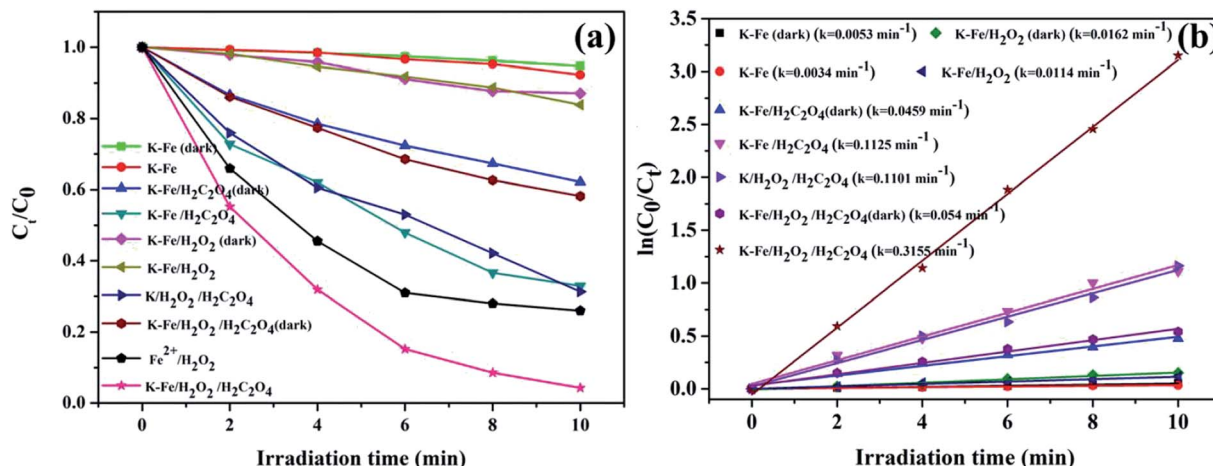 (a)
1.0
0.8
0.6
0.4
0.2
0.0
Cₜ/C₀
K-Fe (dark)
K-Fe
K-Fe/H₂C₂O₄(dark)
K-Fe /H₂C₂O₄
K-Fe/H₂O₂ (dark)
K-Fe/H₂O₂
K/H₂O₂ /H₂C₂O₄
K-Fe/H₂O₂ /H₂C₂O₄(dark)
Fe²⁺/H₂O₂
K-Fe/H₂O₂ /H₂C₂O₄
0 2 4 6 8 10
Irradiation time (min)
(b)
3.5
3.0
2.5
2.0
1.5
1.0
0.5
0.0
ln(C₀/Cₜ)
K-Fe (dark) (k=0.0053 min⁻¹) K-Fe/H₂O₂ (dark) (k=0.0162 min⁻¹)
K-Fe (k=0.0034 min⁻¹) K-Fe/H₂O₂ (k=0.0114 min⁻¹)
K-Fe/H₂C₂O₄(dark) (k=0.0459 min⁻¹)
K-Fe /H₂C₂O₄ (k=0.1125 min⁻¹)
K/H₂O₂ /H₂C₂O₄ (k=0.1101 min⁻¹)
K-Fe/H₂O₂ /H₂C₂O₄(dark) (k=0.054 min⁻¹)
K-Fe/H₂O₂ /H₂C₂O₄ (k=0.3155 min⁻¹)
0 2 4 6 8 10
Irradiation time (min)